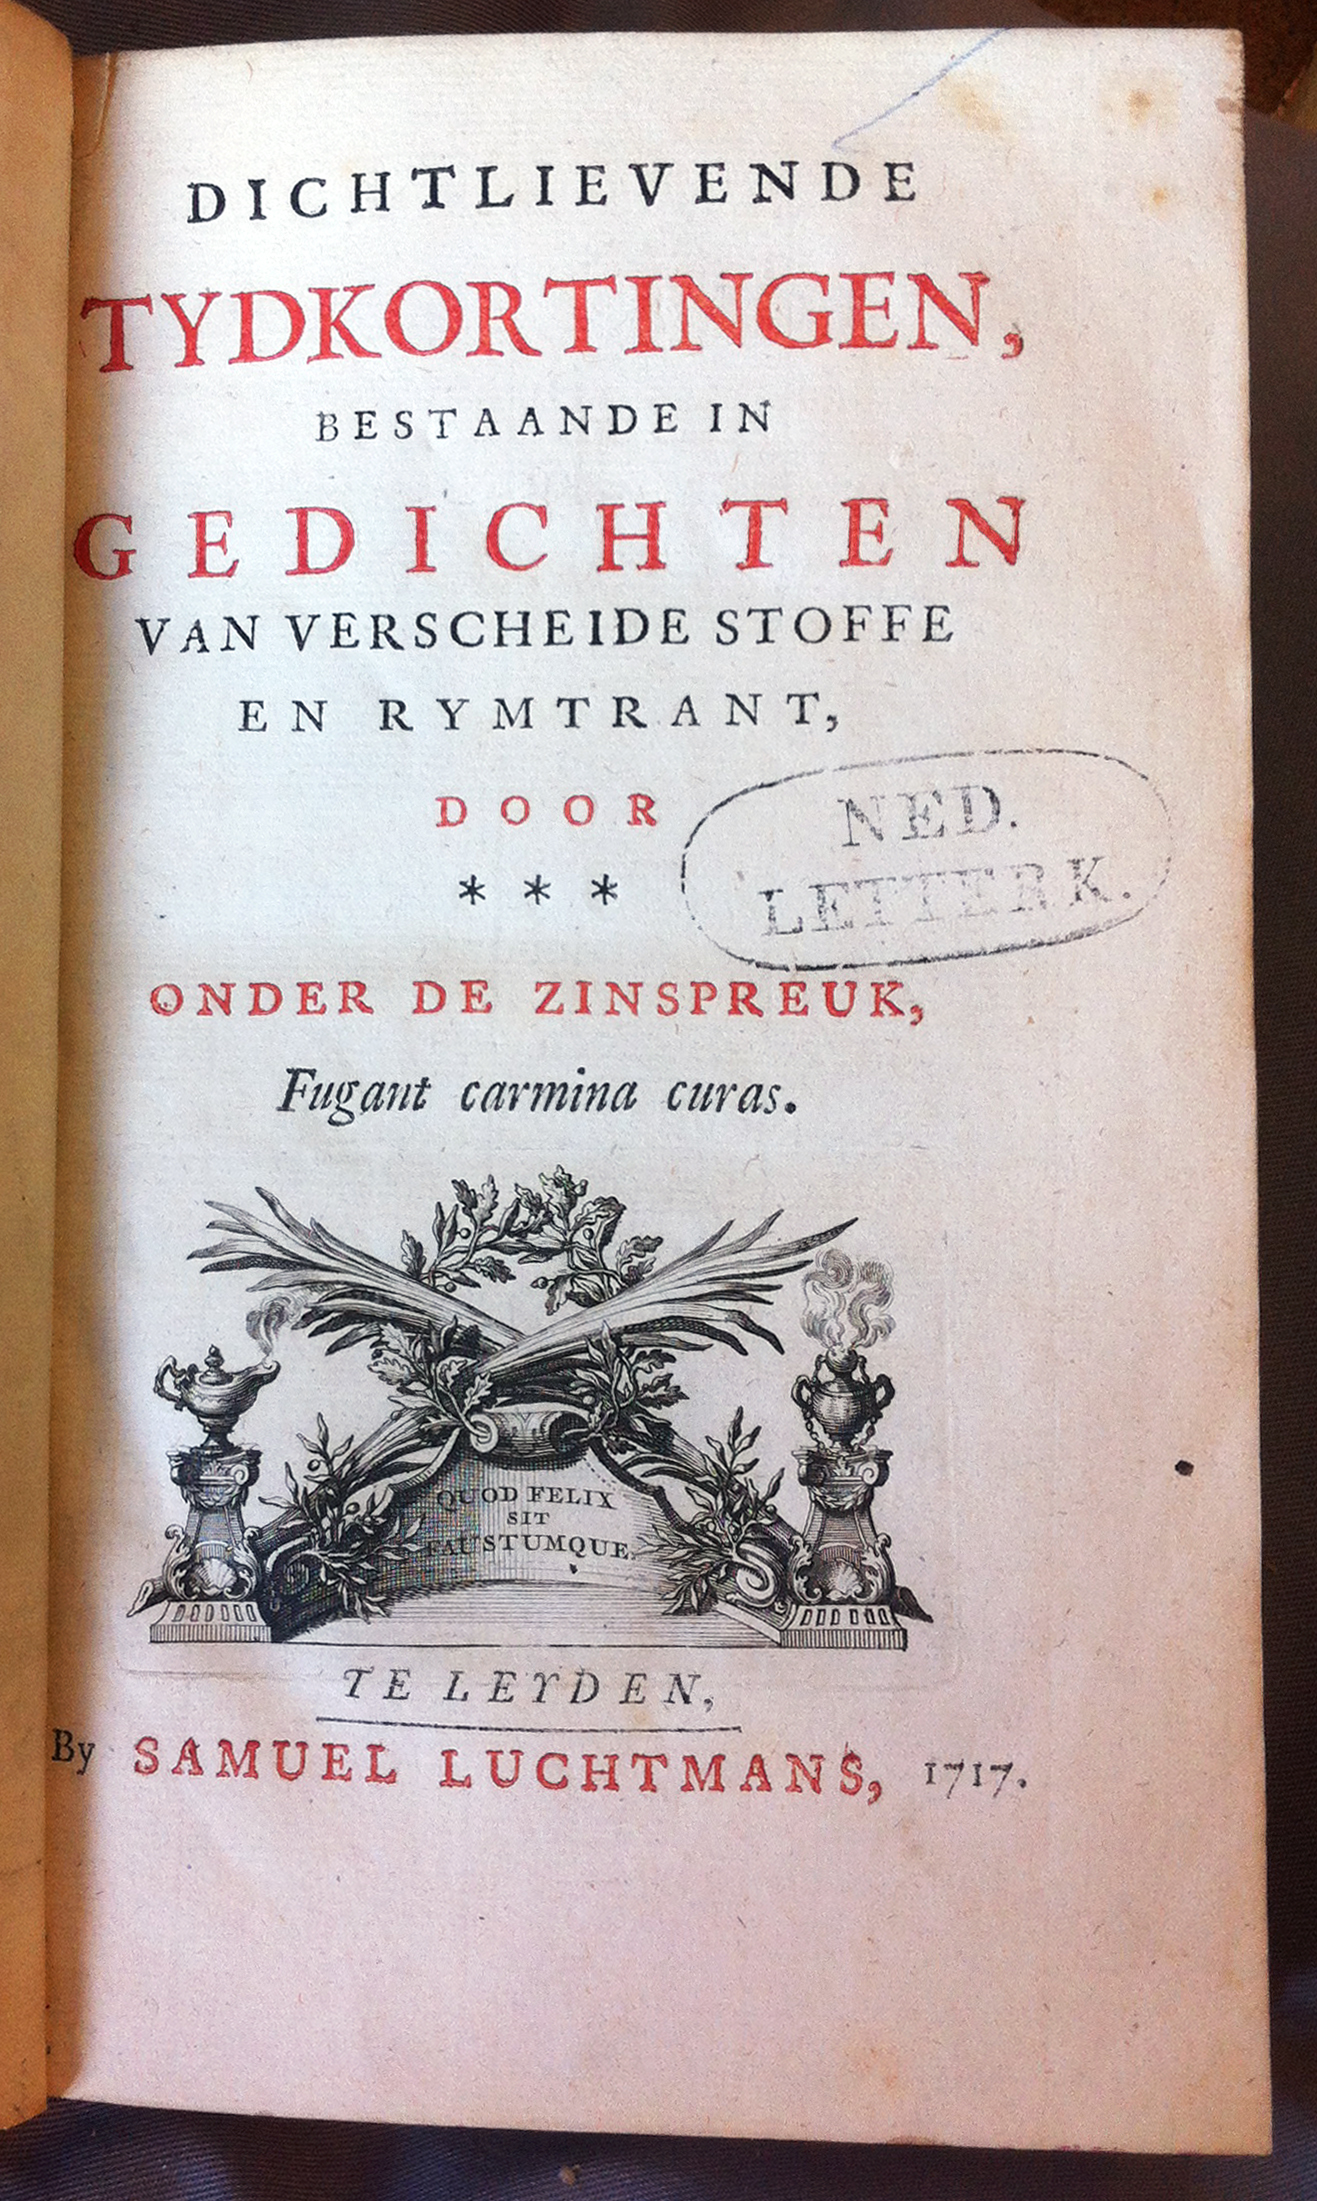 DICHTLIEVENDE
TYDKORTINGEN,
BESTAANDE IN
GEDICHTEN
VAN VERSCHEIDE STOFFE
EN RYMTRANT,
DOOR
* * *
NED.
LETTERK.
ONDER DE ZINSPREUK,
Fugant carmina curas.
QUOD FELIX
SIT
FAUSTUMQUE.
TE LEYDEN,
By SAMUEL LUCHTMANS, 1717.